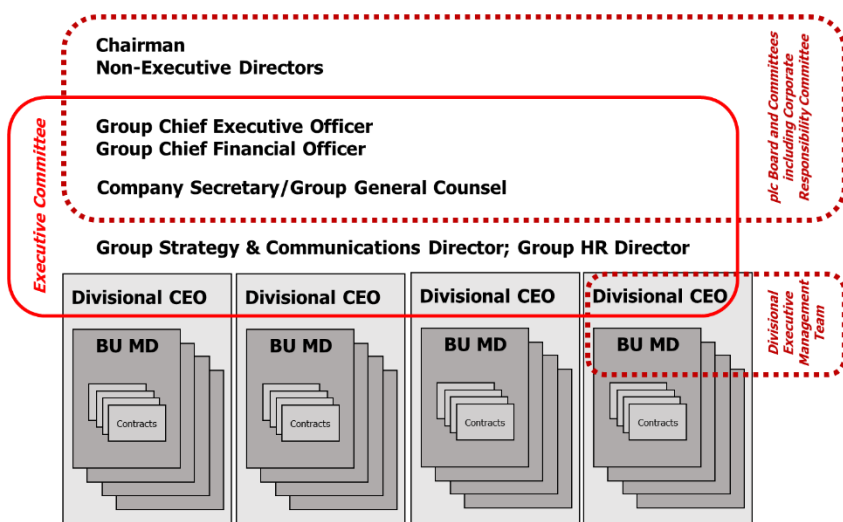 Chairman
Non-Executive Directors
plc Board and Committees
including Corporate
Responsibility Committee
Executive Committee
Group Chief Executive Officer
Group Chief Financial Officer
Company Secretary/Group General Counsel
Group Strategy & Communications Director; Group HR Director
Divisional CEO
Divisional CEO
Divisional CEO
Divisional CEO
Divisional
Executive
Management
Team
BU MD
BU MD
BU MD
BU MD
Contracts
Contracts
Contracts
Contracts